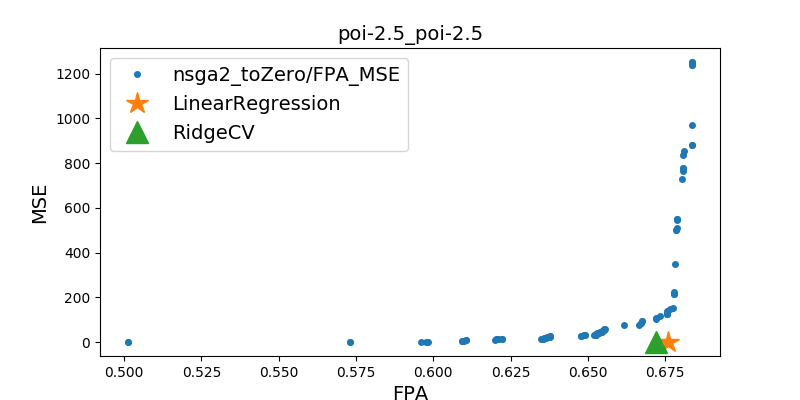 poi-2.5_poi-2.5
nsga2_toZero/FPA_MSE
LinearRegression
RidgeCV
MSE
1200
1000
800
600
400
200
0
0.500 0.525 0.550 0.575 0.600 0.625 0.650 0.675
FPA